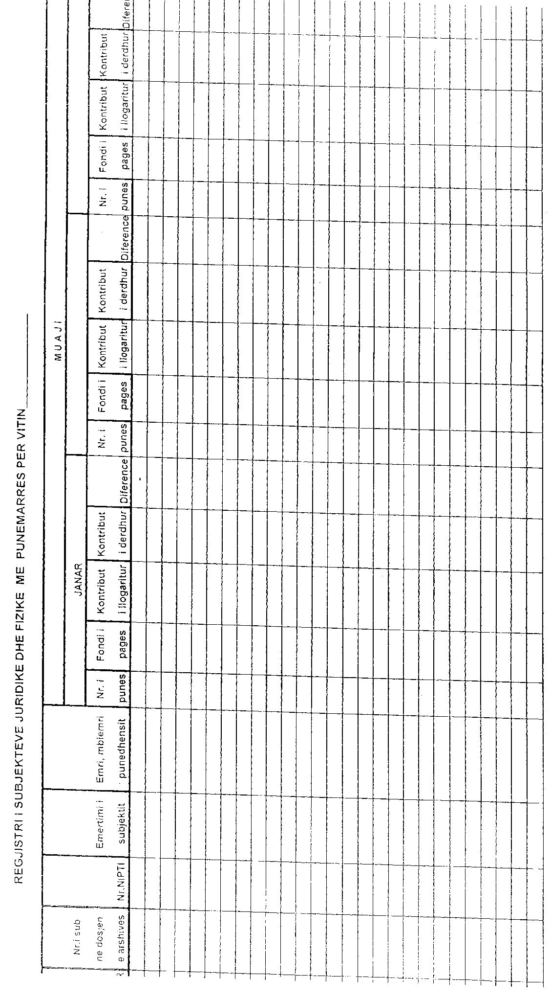 REGJISTRI I SUBJEKTEVE JURIDIKE DHE FIZIKE ME PUNEMARRES PER VITIN
MUAJI
JANAR
Nr.i sub
ne dosjen
e arshives
Nr.NIPTI
Emertimi i
subjektit
Emri, mbiemri
punedhensit
Nr. i
punes
Fondi i
pages
Kontribut
i llogaritur
Kontribut
i derdhur
Diference
Nr. i
punes
Fondi i
pages
Kontribut
i llogaritur
Kontribut
i derdhur
Diference
Nr. i
punes
Fondi i
pages
Kontribut
i llogaritur
Kontribut
i derdhur